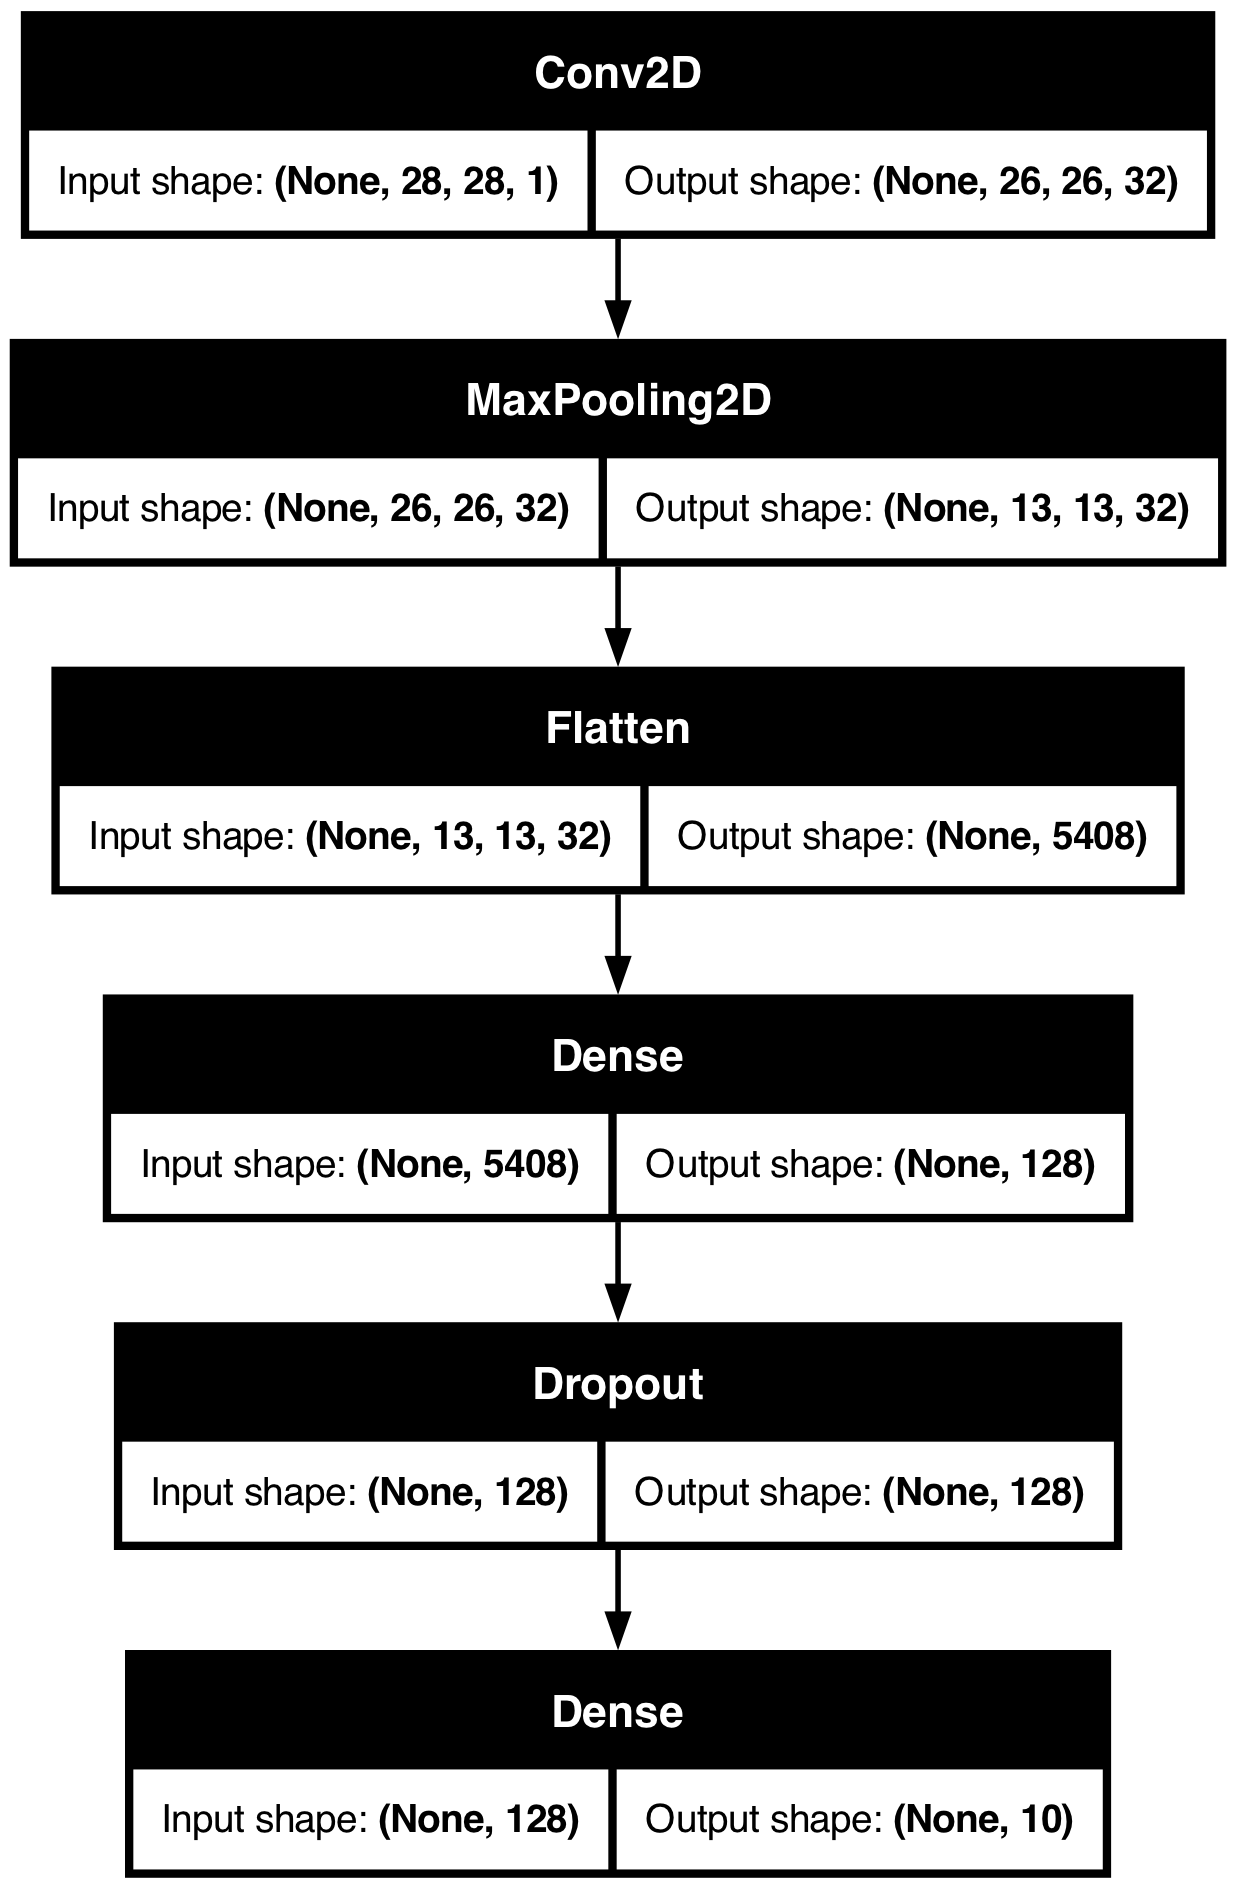 Conv2D
Input shape: (None, 28, 28, 1) Output shape: (None, 26, 26, 32)
MaxPooling2D
Input shape: (None, 26, 26, 32) Output shape: (None, 13, 13, 32)
Flatten
Input shape: (None, 13, 13, 32) Output shape: (None, 5408)
Dense
Input shape: (None, 5408) Output shape: (None, 128)
Dropout
Input shape: (None, 128) Output shape: (None, 128)
Dense
Input shape: (None, 128) Output shape: (None, 10)